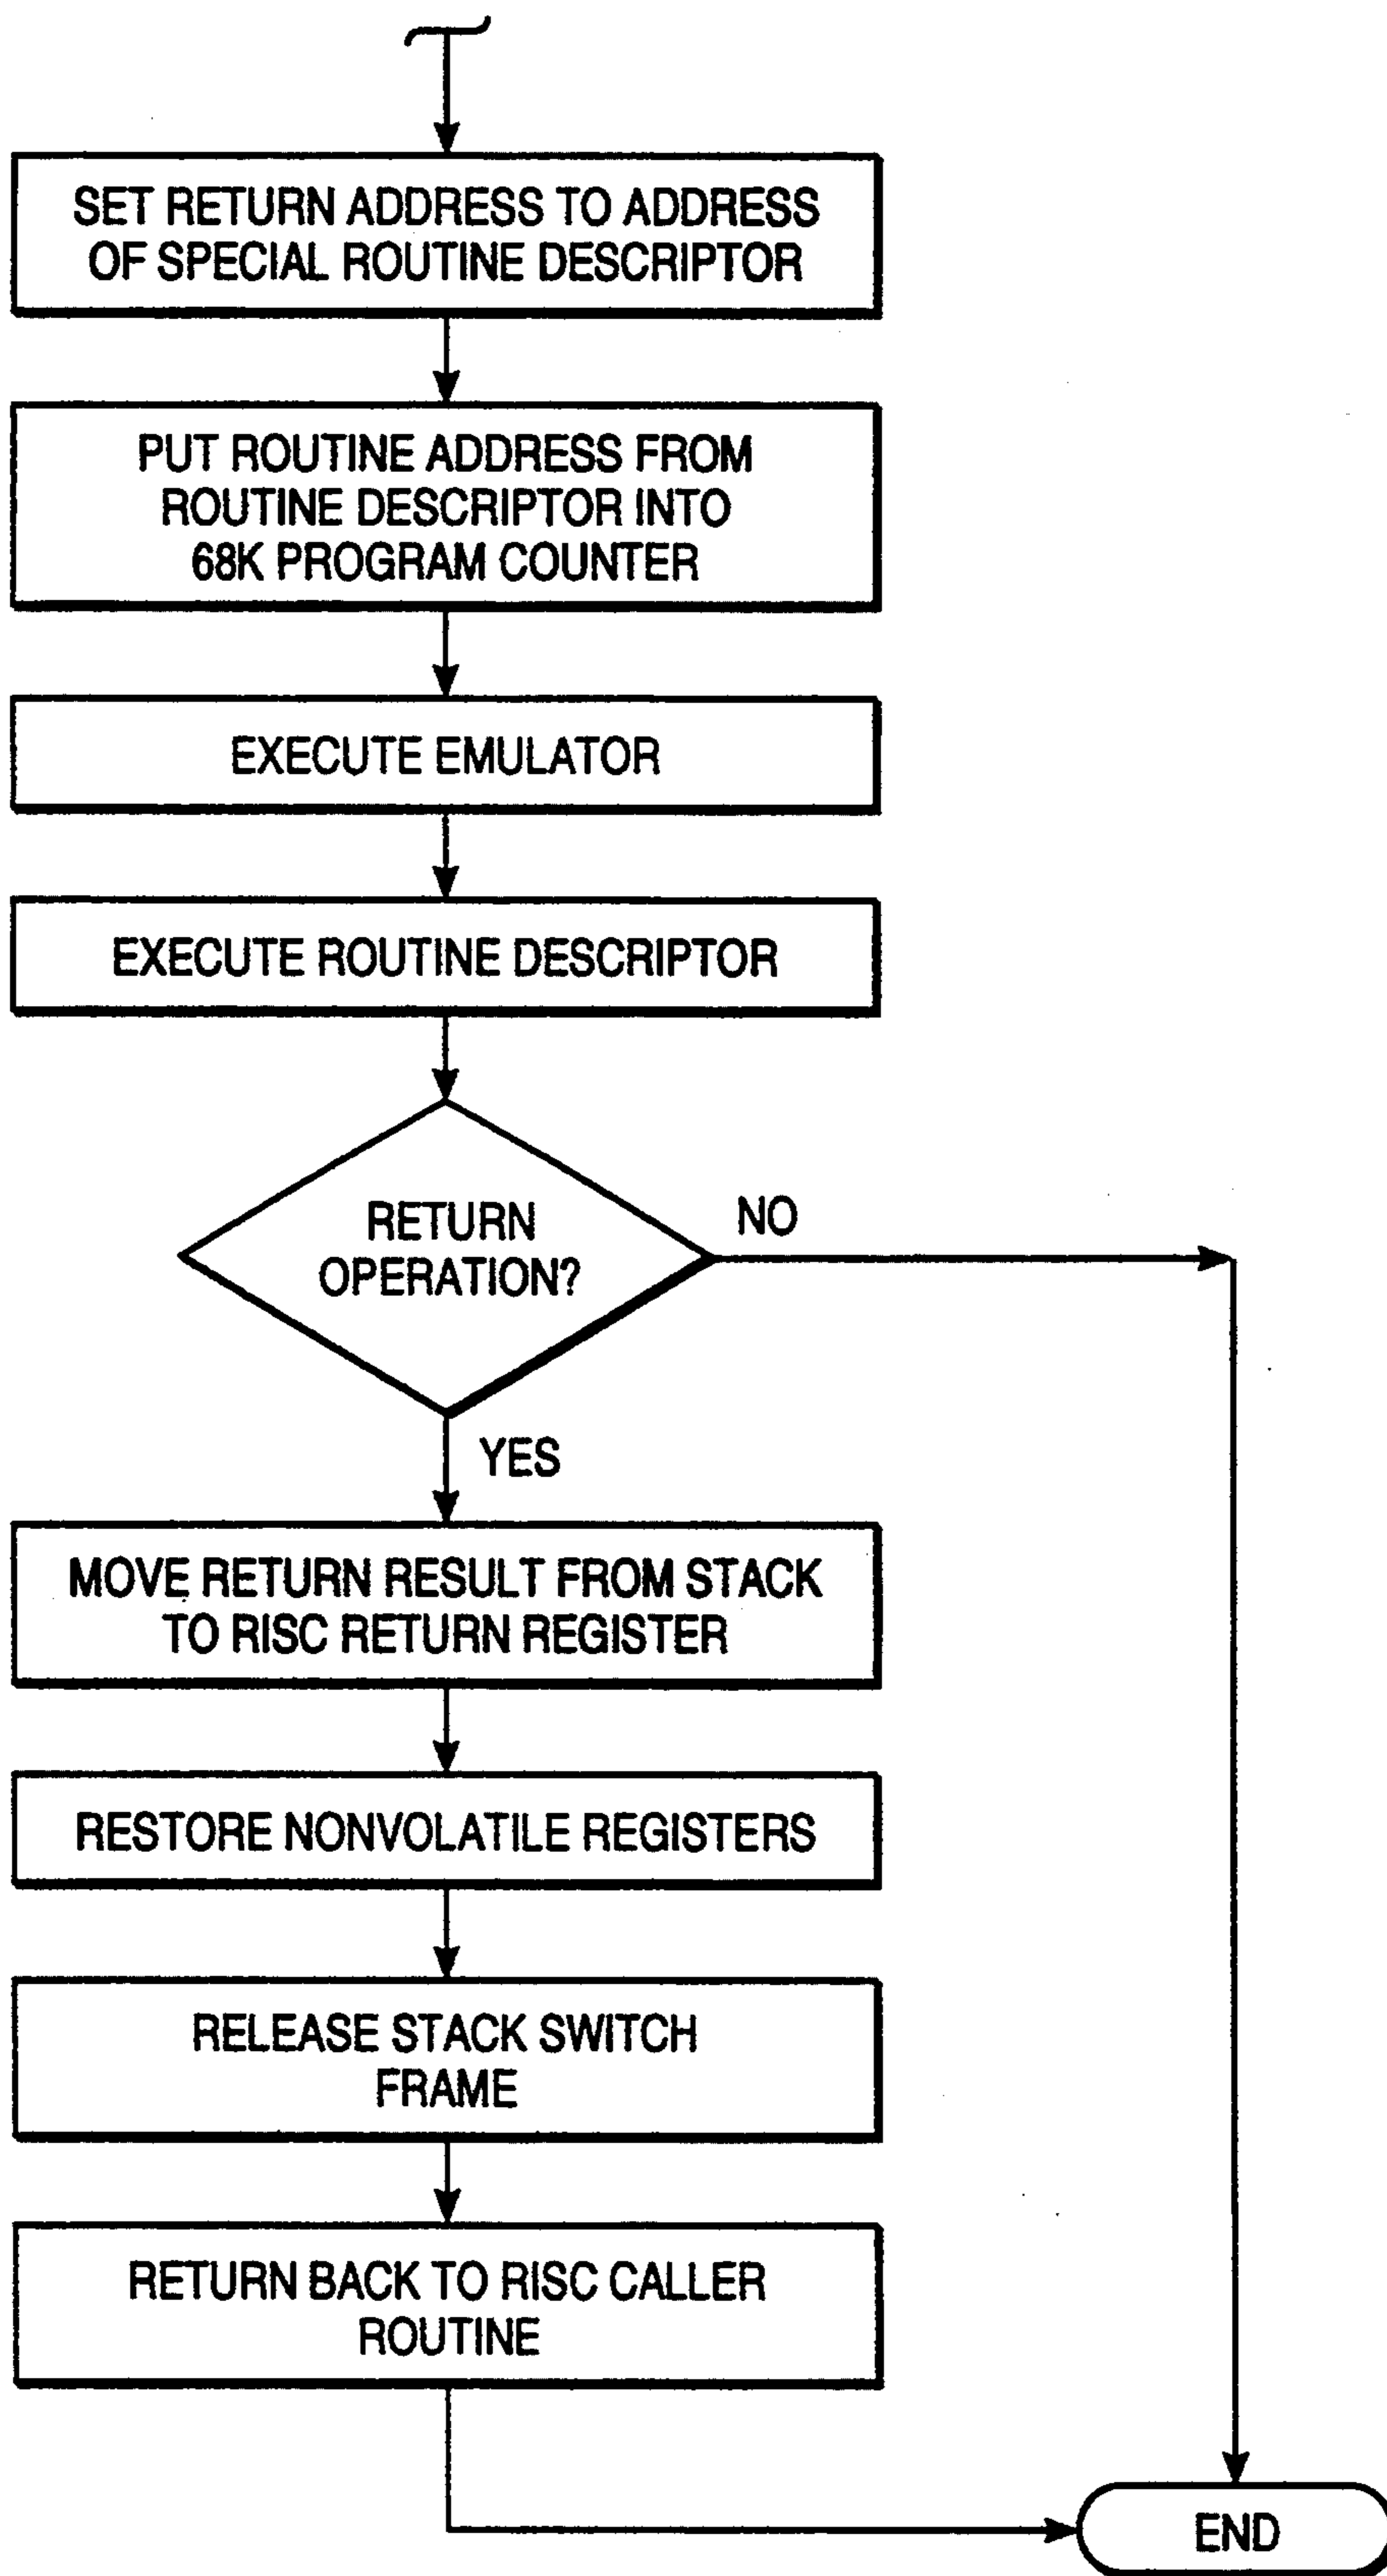 SET RETURN ADDRESS TO ADDRESS
OF SPECIAL ROUTINE DESCRIPTOR
PUT ROUTINE ADDRESS FROM
ROUTINE DESCRIPTOR INTO
68K PROGRAM COUNTER
EXECUTE EMULATOR
EXECUTE ROUTINE DESCRIPTOR
RETURN
OPERATION?
NO
YES
MOVE RETURN RESULT FROM STACK
TO RISC RETURN REGISTER
RESTORE NONVOLATILE REGISTERS
RELEASE STACK SWITCH
FRAME
RETURN BACK TO RISC CALLER
ROUTINE
END